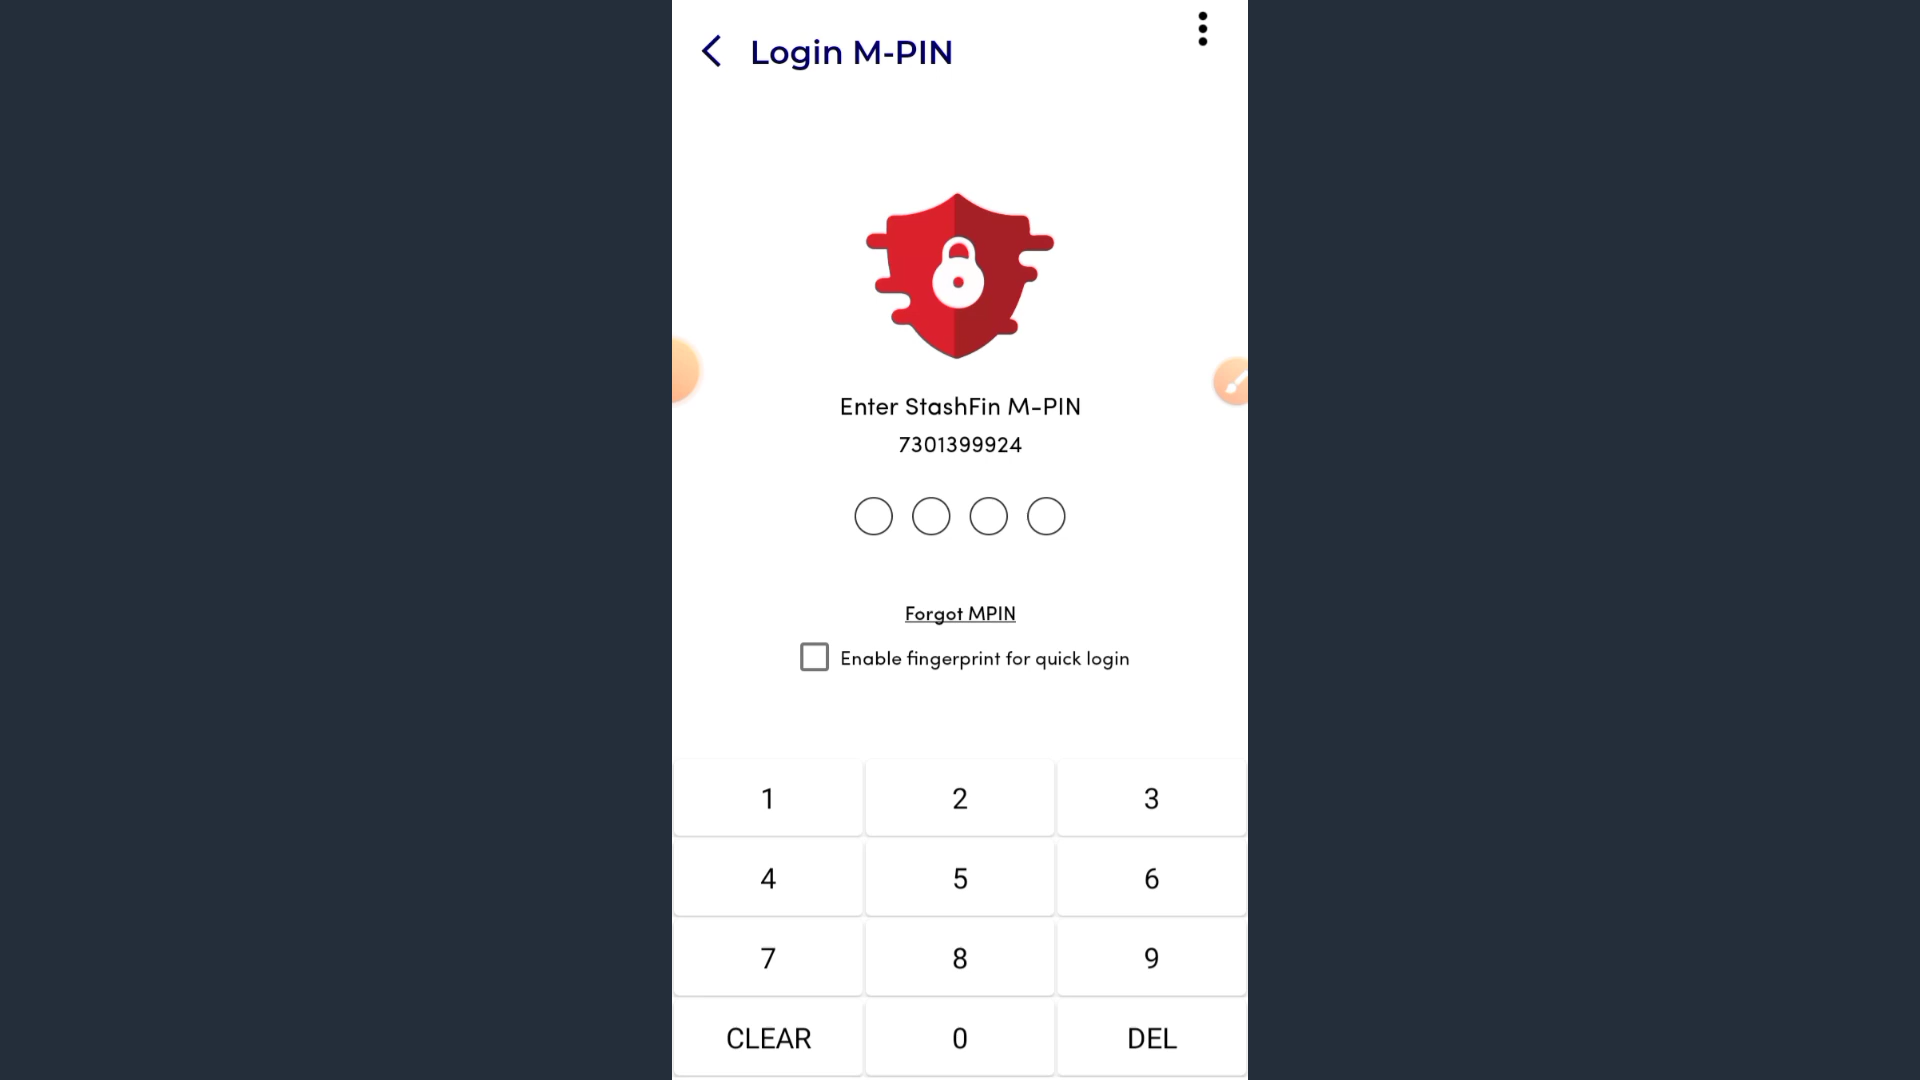 Login M-PIN
Enter StashFin M-PIN
7301399924
Forgot MPIN
Enable fingerprint for quick login
1 2 3
4 5 6
7 8 9
CLEAR 0 DEL